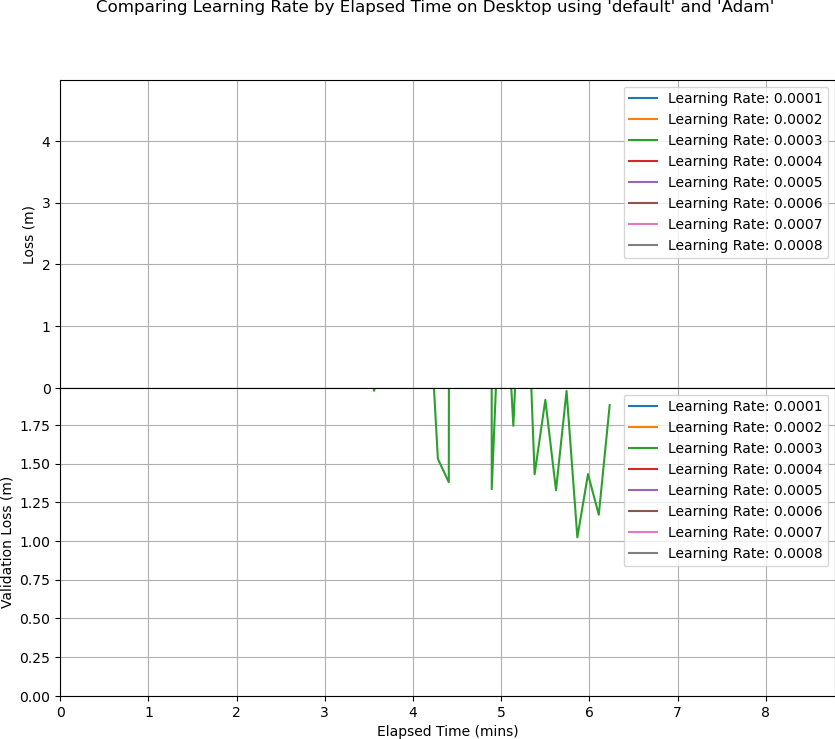 Comparing Learning Rate by Elapsed Time on Desktop using 'default' and 'Adam'
Learning Rate: 0.0001
Learning Rate: 0.0002
Learning Rate: 0.0003
Learning Rate: 0.0004
Learning Rate: 0.0005
Learning Rate: 0.0006
Learning Rate: 0.0007
Learning Rate: 0.0008
4
3
2
1
0
Loss (m)
Learning Rate: 0.0001
Learning Rate: 0.0002
Learning Rate: 0.0003
Learning Rate: 0.0004
Learning Rate: 0.0005
Learning Rate: 0.0006
Learning Rate: 0.0007
Learning Rate: 0.0008
1.75
1.50
1.25
1.00
0.75
0.50
0.25
0.00
Validation Loss (m)
0 1 2 3 4 5 6 7 8
Elapsed Time (mins)